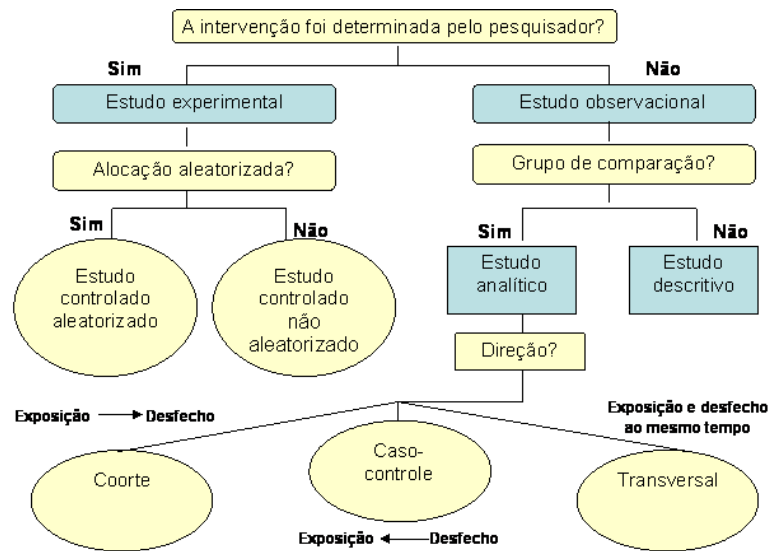 A intervenção foi determinada pelo pesquisador?
Sim
Não
Estudo experimental
Estudo observacional
Alocação aleatorizada?
Grupo de comparação?
Sim
Não
Sim
Não
Estudo
controlado
aleatorizado
Estudo
controlado
não
aleatorizado
Estudo
analítico
Estudo
descritivo
Direção?
Exposição
Desfecho
Exposição e desfecho
ao mesmo tempo
Coorte
Caso-
controle
Transversal
Exposição
Desfecho